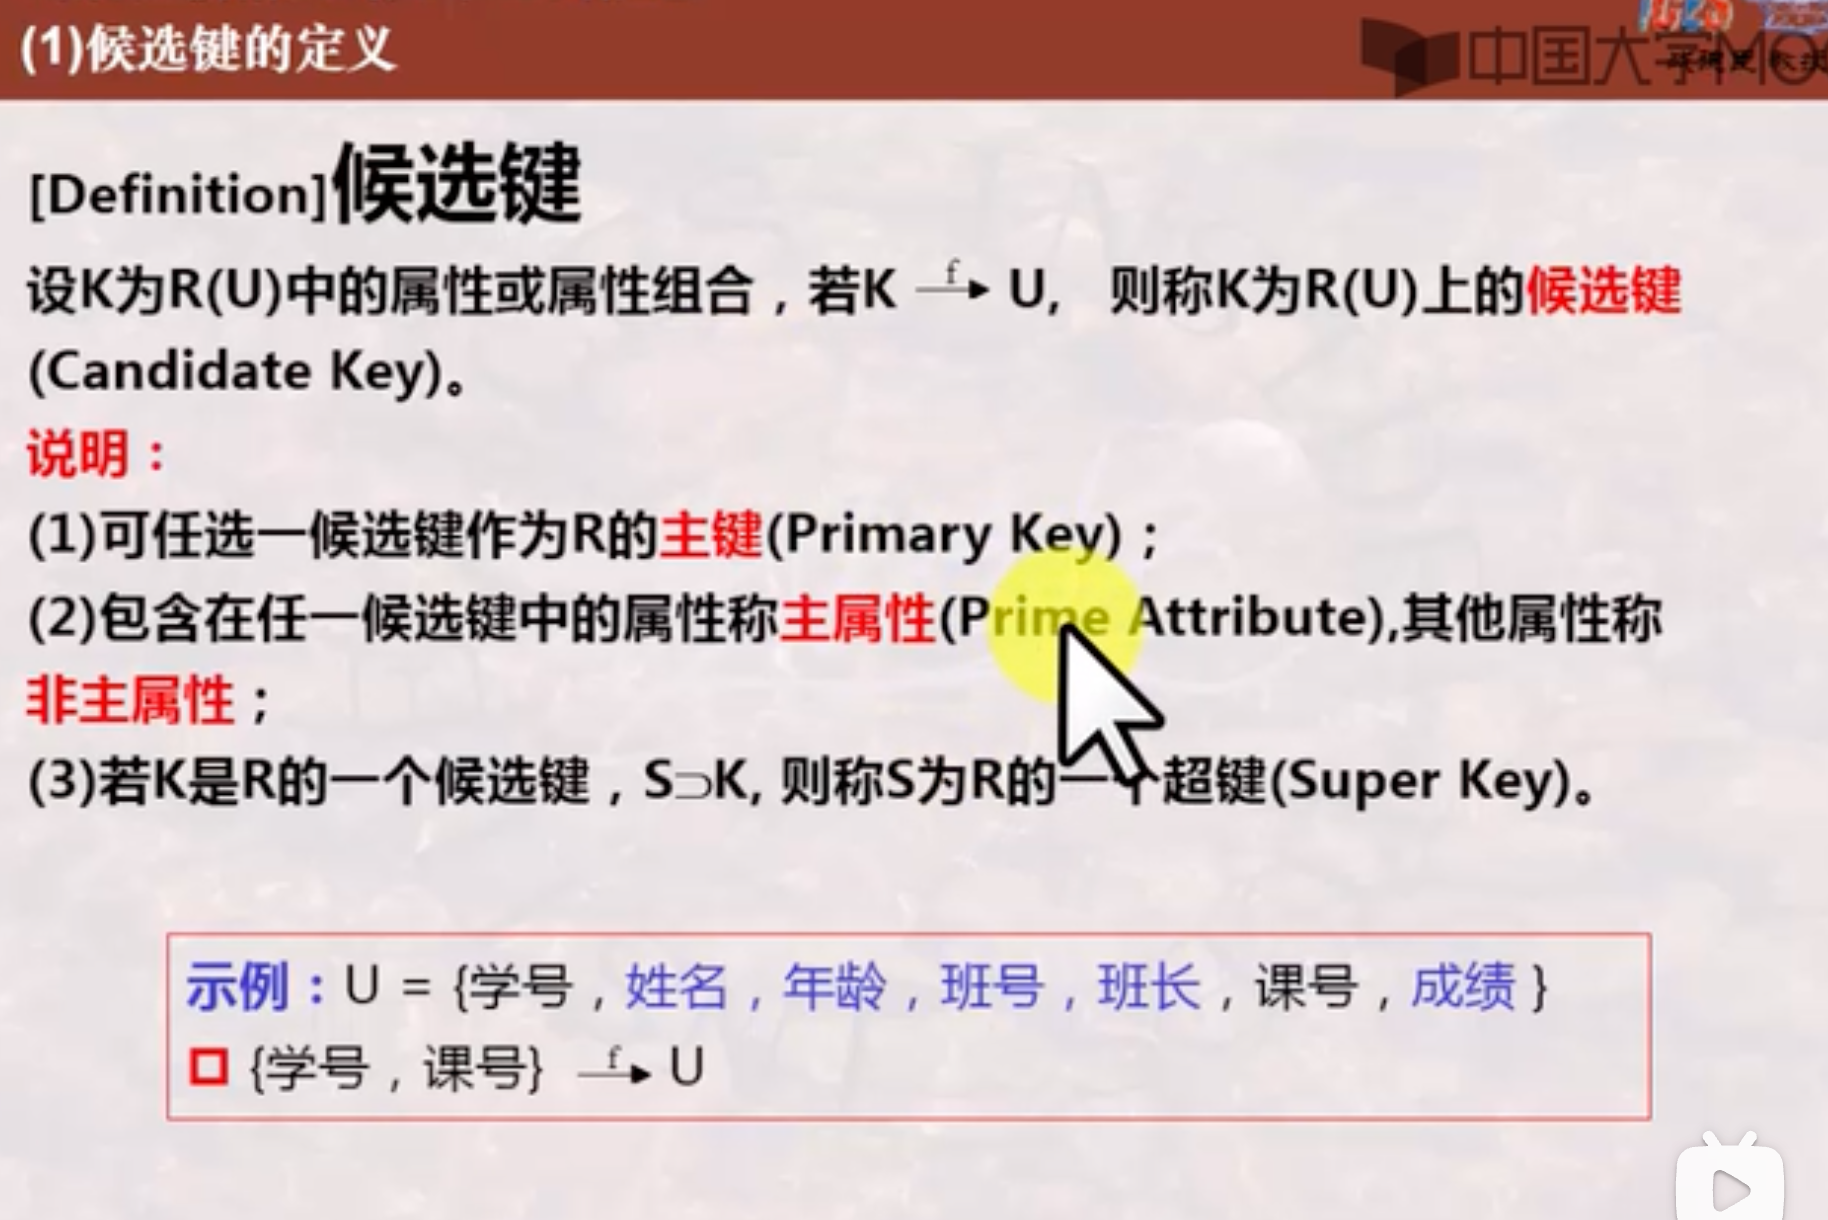 (1)候选键的定义
中国大学MO
[Definition]候选键
设K为R(U)中的属性或属性组合，若K —f→ U, 则称K为R(U)上的候选键
(Candidate Key)。
说明：
(1)可任选一候选键作为R的主键(Primary Key)；
(2)包含在任一候选键中的属性称主属性(Prime Attribute),其他属性称
非主属性；
(3)若K是R的一个候选键，S⊃K, 则称S为R的一个超键(Super Key)。
示例：U = {学号，姓名，年龄，班号，班长，课号，成绩 }
{学号，课号} —f→ U